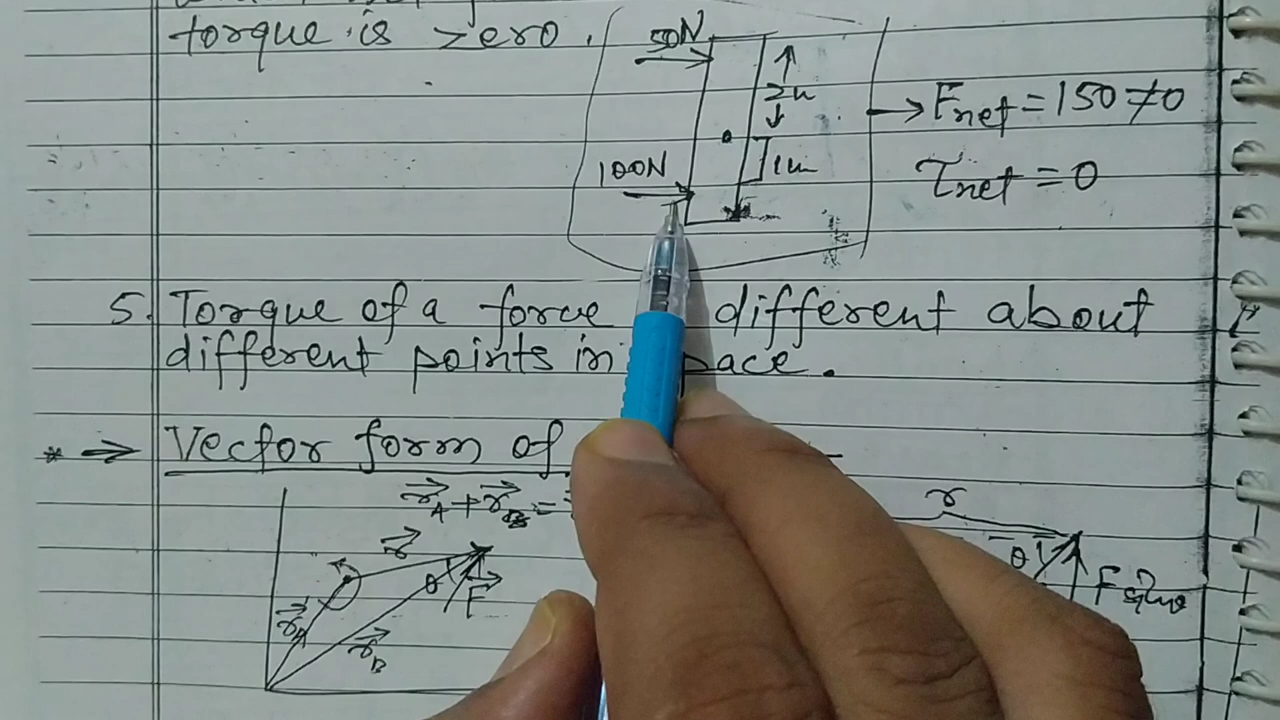 torque is zero.
50N
2m
→ Fnet = 150 ≠ 0
100N
1m
τnet = 0
5. Torque of a force different about
different points in pace.
* ⇒ Vector form of
r⃗A + r⃗B =
r
r⃗
θ
θ
F⃗
F sinθ
r⃗A
r⃗B